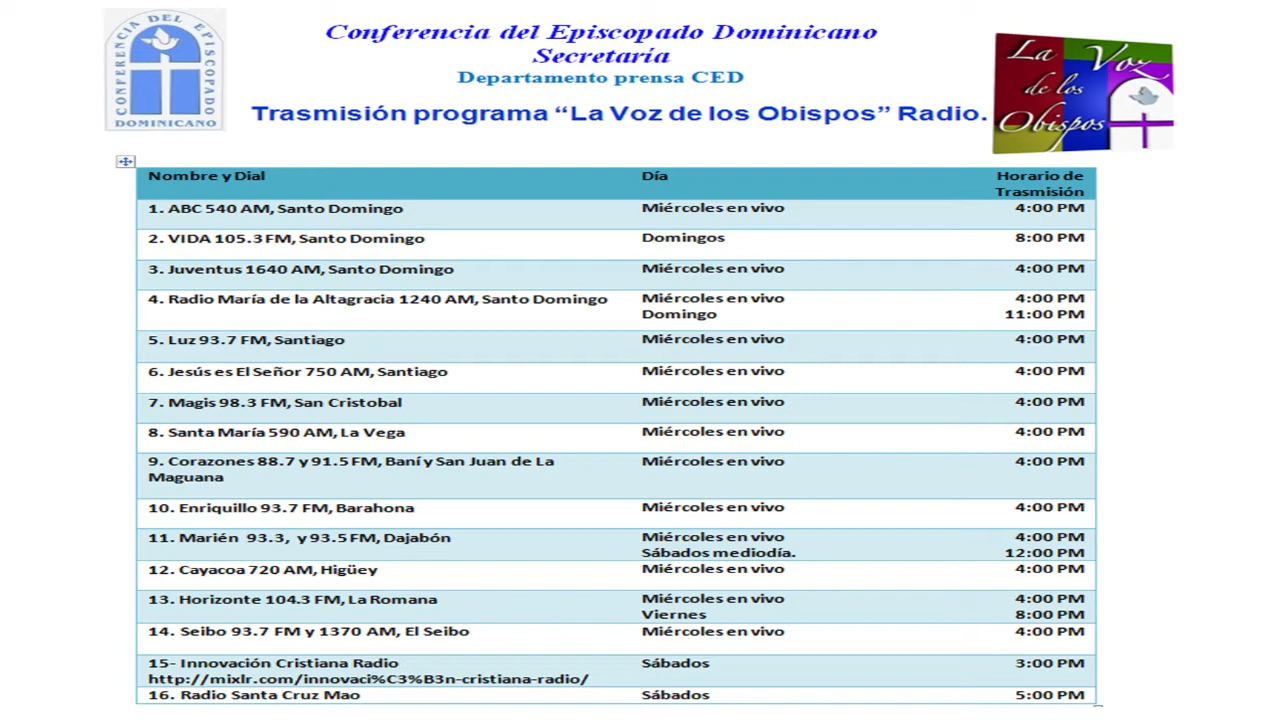 CONFERENCIA DEL EPISCOPADO
DOMINICANO
Conferencia del Episcopado Dominicano
Secretaría
Departamento prensa CED
Trasmisión programa “La Voz de los Obispos” Radio.
La Voz
de los
Obispos
Nombre y Dial Día Horario de
Trasmisión
1. ABC 540 AM, Santo Domingo Miércoles en vivo 4:00 PM
2. VIDA 105.3 FM, Santo Domingo Domingos 8:00 PM
3. Juventus 1640 AM, Santo Domingo Miércoles en vivo 4:00 PM
4. Radio María de la Altagracia 1240 AM, Santo Domingo Miércoles en vivo 4:00 PM
Domingo 11:00 PM
5. Luz 93.7 FM, Santiago Miércoles en vivo 4:00 PM
6. Jesús es El Señor 750 AM, Santiago Miércoles en vivo 4:00 PM
7. Magis 98.3 FM, San Cristobal Miércoles en vivo 4:00 PM
8. Santa María 590 AM, La Vega Miércoles en vivo 4:00 PM
9. Corazones 88.7 y 91.5 FM, Baní y San Juan de La Miércoles en vivo 4:00 PM
Maguana
10. Enriquillo 93.7 FM, Barahona Miércoles en vivo 4:00 PM
11. Marién 93.3, y 93.5 FM, Dajabón Miércoles en vivo 4:00 PM
Sábados mediodía. 12:00 PM
12. Cayacoa 720 AM, Higüey Miércoles en vivo 4:00 PM
13. Horizonte 104.3 FM, La Romana Miércoles en vivo 4:00 PM
Viernes 8:00 PM
14. Seibo 93.7 FM y 1370 AM, El Seibo Miércoles en vivo 4:00 PM
15- Innovación Cristiana Radio Sábados 3:00 PM
http://mixlr.com/innovaci%C3%B3n-cristiana-radio/
16. Radio Santa Cruz Mao Sábados 5:00 PM